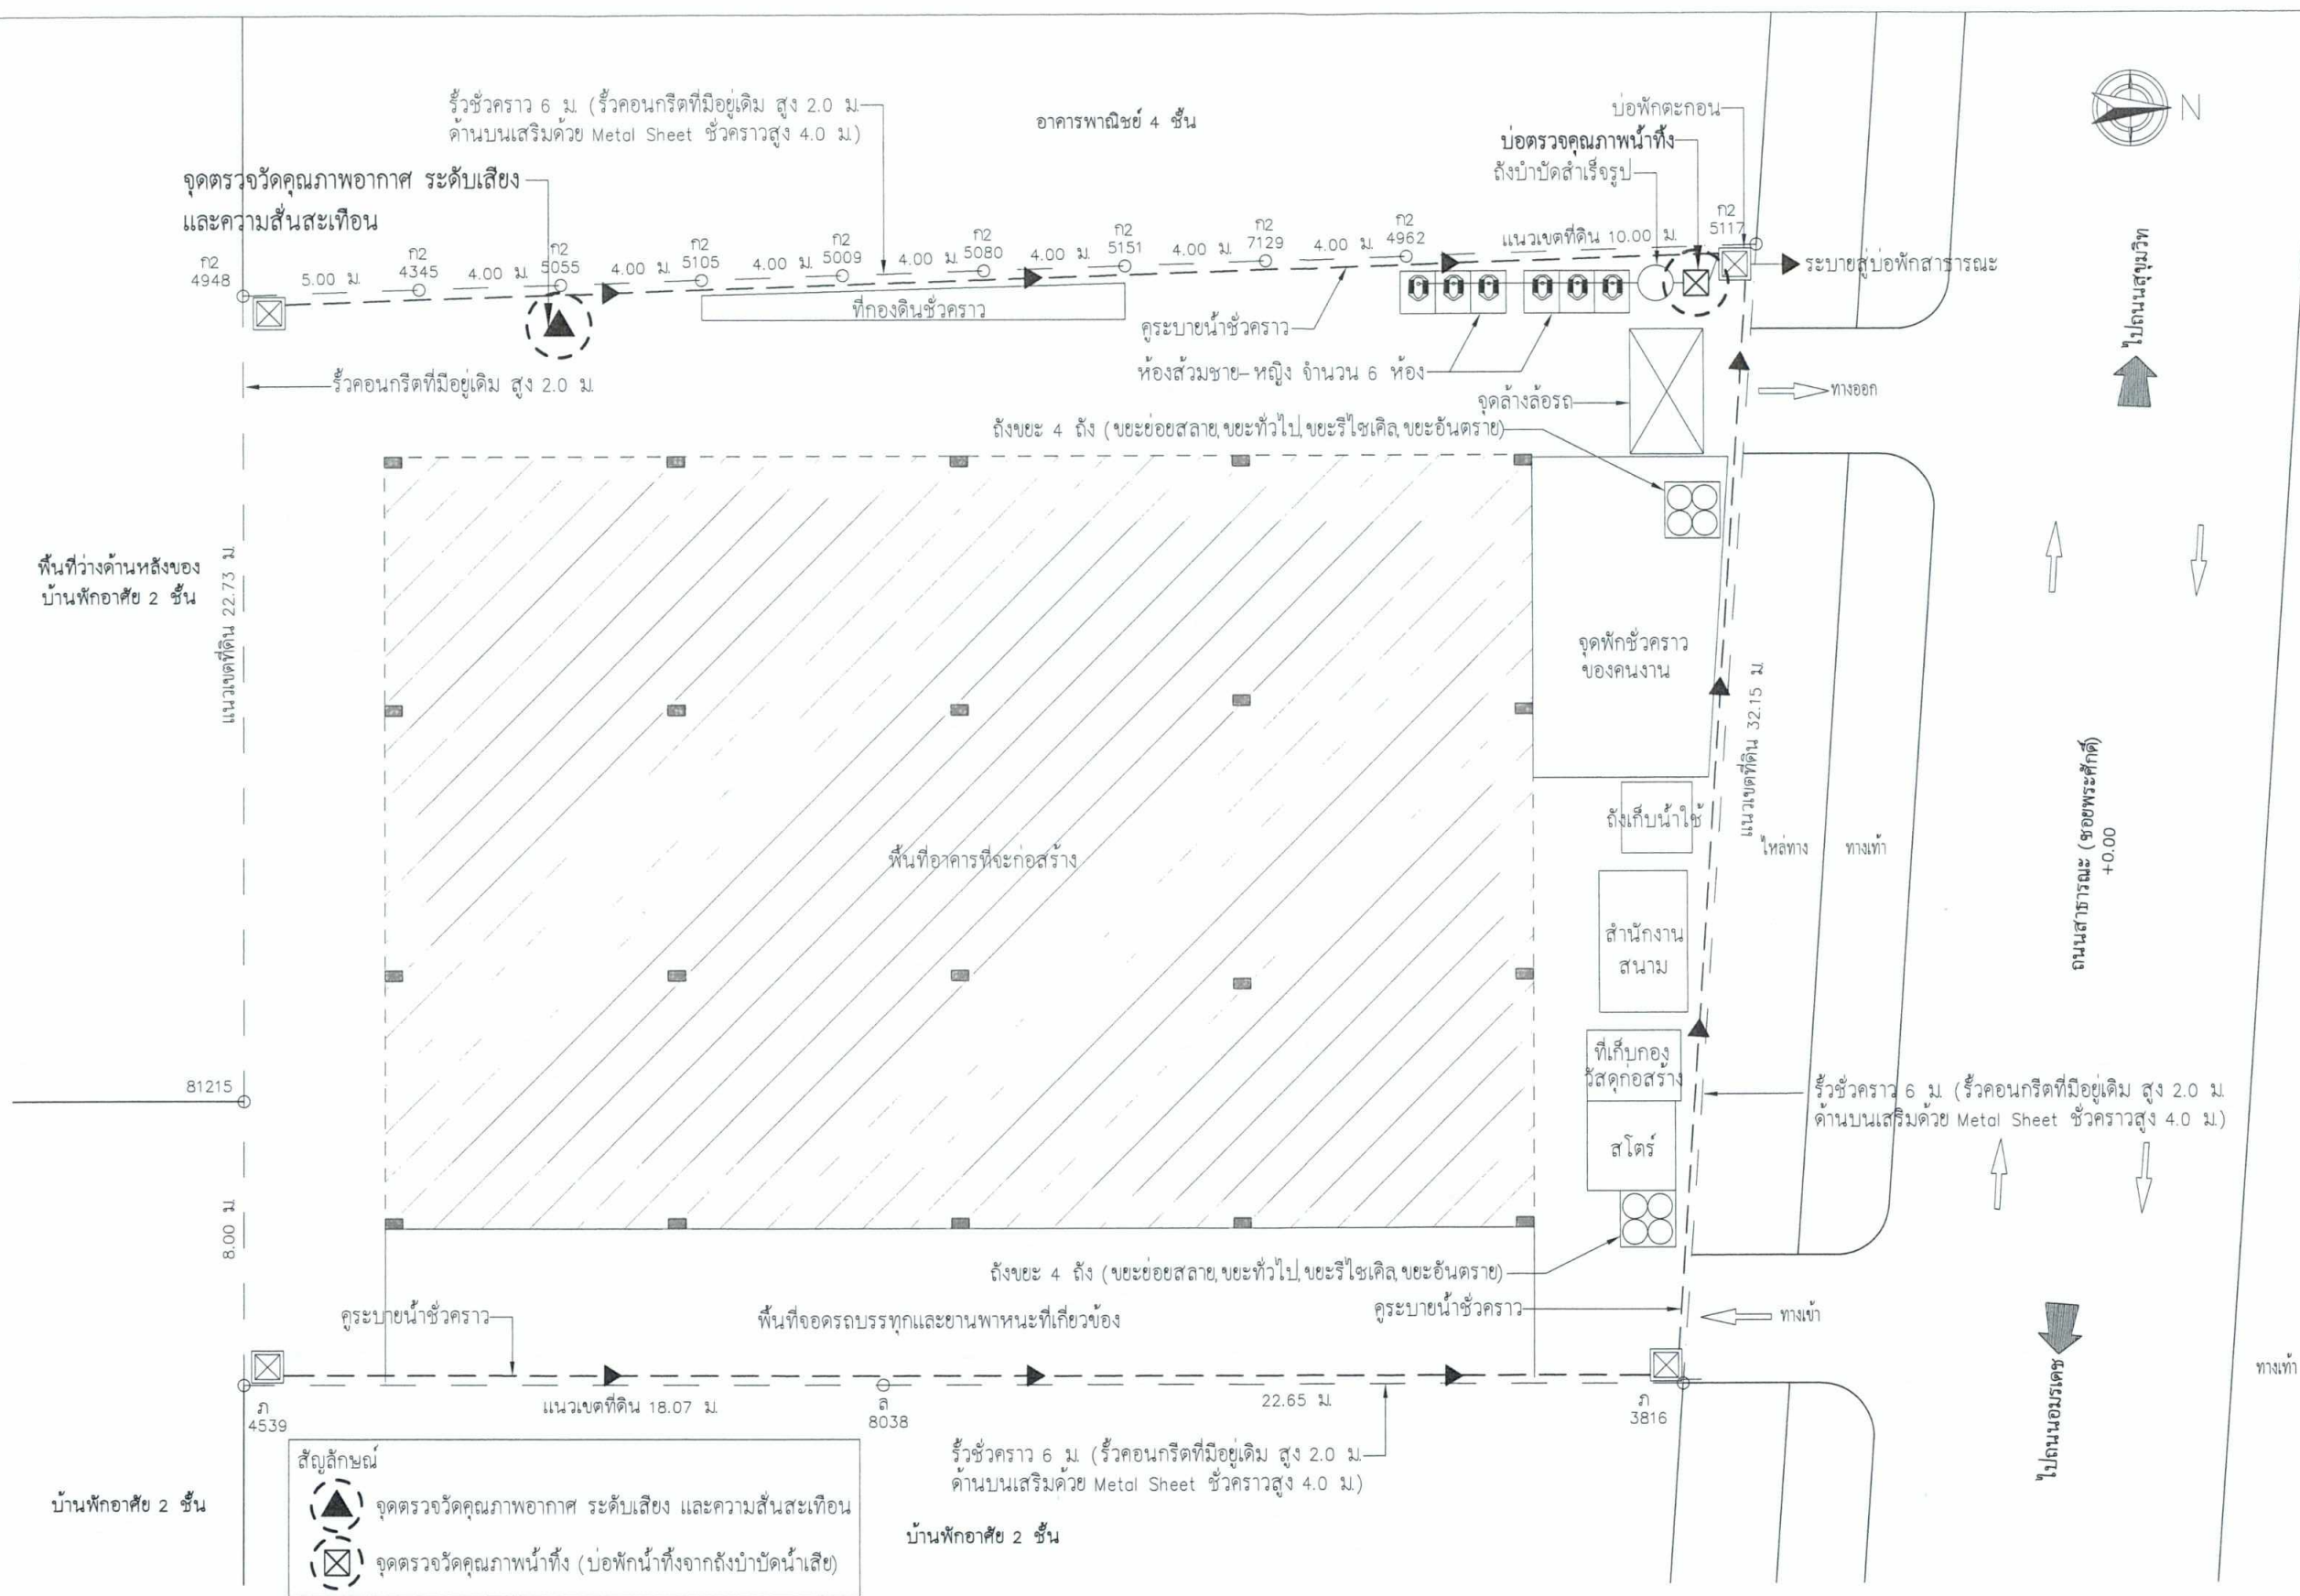 รั้วชั่วคราว 6 ม. (รั้วคอนกรีตที่มีอยู่เดิม สูง 2.0 ม.
ด้านบนเสริมด้วย Metal Sheet ชั่วคราวสูง 4.0 ม.)
อาคารพาณิชย์ 4 ชั้น
บ่อพักตะกอน
บ่อตรวจคุณภาพน้ำทิ้ง
ถังบำบัดสำเร็จรูป
N
จุดตรวจวัดคุณภาพอากาศ ระดับเสียง
และความสั่นสะเทือน
ก2
4948
5.00 ม.
ก2
4345
4.00 ม.
ก2
5055
4.00 ม.
ก2
5105
4.00 ม.
ก2
5009
4.00 ม.
ก2
5080
4.00 ม.
ก2
5151
4.00 ม.
ก2
7129
4.00 ม.
ก2
4962
แนวเขตที่ดิน 10.00 ม.
ก2
5117
ระบายสู่บ่อพักสาธารณะ
ไปถนนสุขุมวิท
ที่กองดินชั่วคราว
คูระบายน้ำชั่วคราว
ห้องส้วมชาย-หญิง จำนวน 6 ห้อง
รั้วคอนกรีตที่มีอยู่เดิม สูง 2.0 ม.
จุดล้างล้อรถ
ทางออก
ถังขยะ 4 ถัง (ขยะย่อยสลาย,ขยะทั่วไป,ขยะรีไซเคิล,ขยะอันตราย)
พื้นที่ว่างด้านหลังของ
บ้านพักอาศัย 2 ชั้น
แนวเขตที่ดิน 22.73 ม.
จุดพักชั่วคราว
ของคนงาน
แนวเขตที่ดิน 32.15 ม.
ถังเก็บน้ำใช้
ไหล่ทาง
ทางเท้า
ถนนสาธารณะ (ซอยพระศักดิ์)
+0.00
พื้นที่อาคารที่จะก่อสร้าง
สำนักงาน
สนาม
ที่เก็บกอง
วัสดุก่อสร้าง
81215
รั้วชั่วคราว 6 ม. (รั้วคอนกรีตที่มีอยู่เดิม สูง 2.0 ม.
ด้านบนเสริมด้วย Metal Sheet ชั่วคราวสูง 4.0 ม.)
สโตร์
8.00 ม.
ถังขยะ 4 ถัง (ขยะย่อยสลาย,ขยะทั่วไป,ขยะรีไซเคิล,ขยะอันตราย)
คูระบายน้ำชั่วคราว
พื้นที่จอดรถบรรทุกและยานพาหนะที่เกี่ยวข้อง
คูระบายน้ำชั่วคราว
ทางเข้า
ทางเท้า
ไปถนนอมรเดช
ภ
4539
แนวเขตที่ดิน 18.07 ม.
ล
8038
22.65 ม.
ภ
3816
รั้วชั่วคราว 6 ม. (รั้วคอนกรีตที่มีอยู่เดิม สูง 2.0 ม.
ด้านบนเสริมด้วย Metal Sheet ชั่วคราวสูง 4.0 ม.)
บ้านพักอาศัย 2 ชั้น
บ้านพักอาศัย 2 ชั้น
สัญลักษณ์
จุดตรวจวัดคุณภาพอากาศ ระดับเสียง และความสั่นสะเทือน
จุดตรวจวัดคุณภาพน้ำทิ้ง (บ่อพักน้ำทิ้งจากถังบำบัดน้ำเสีย)